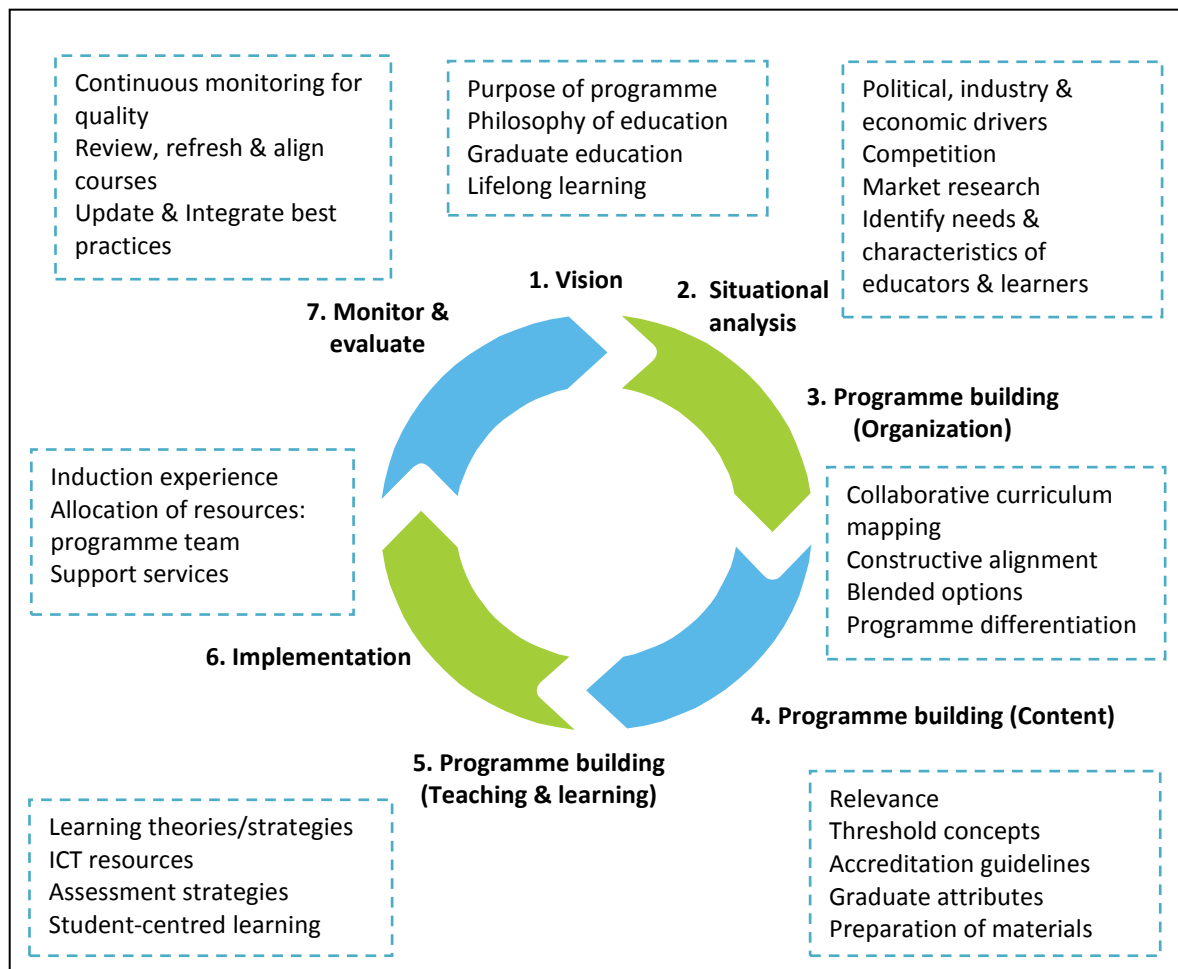 Continuous monitoring for
quality
Review, refresh & align
courses
Update & Integrate best
practices
Purpose of programme
Philosophy of education
Graduate education
Lifelong learning
Political, industry &
economic drivers
Competition
Market research
Identify needs &
characteristics of
educators & learners
1. Vision
2. Situational
analysis
7. Monitor &
evaluate
3. Programme building
(Organization)
Induction experience
Allocation of resources:
programme team
Support services
Collaborative curriculum
mapping
Constructive alignment
Blended options
Programme differentiation
6. Implementation
4. Programme building (Content)
5. Programme building
(Teaching & learning)
Learning theories/strategies
ICT resources
Assessment strategies
Student-centred learning
Relevance
Threshold concepts
Accreditation guidelines
Graduate attributes
Preparation of materials